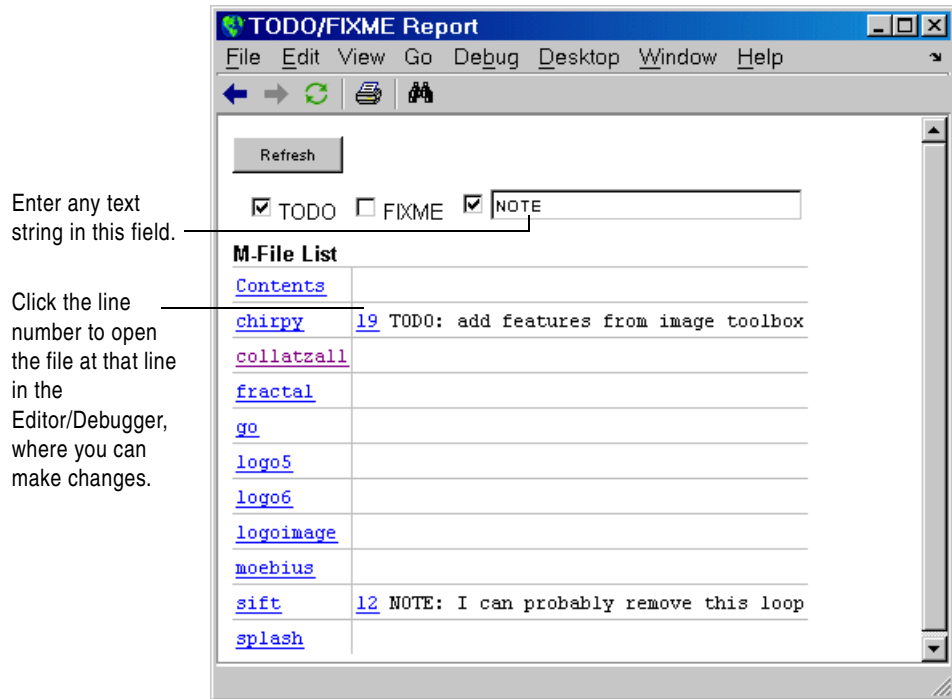 TODO/FIXME Report
File Edit View Go Debug Desktop Window Help
Refresh
TODO FIXME NOTE
Enter any text
string in this field.
M-File List
Contents
Click the line
number to open
the file at that line
in the
Editor/Debugger,
where you can
make changes.
chirpy 19 TODO: add features from image toolbox
collatzall
fractal
go
logo5
logo6
logoimage
moebius
sift 12 NOTE: I can probably remove this loop
splash